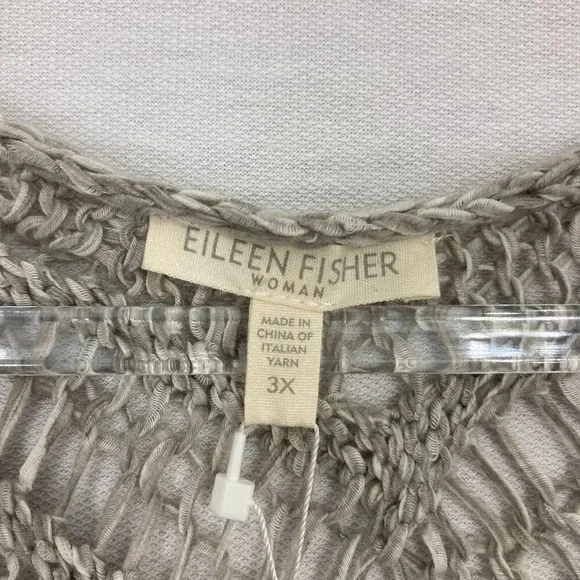 EILEEN FISHER
WOMAN
MADE IN
CHINA OF
ITALIAN
YARN
3X